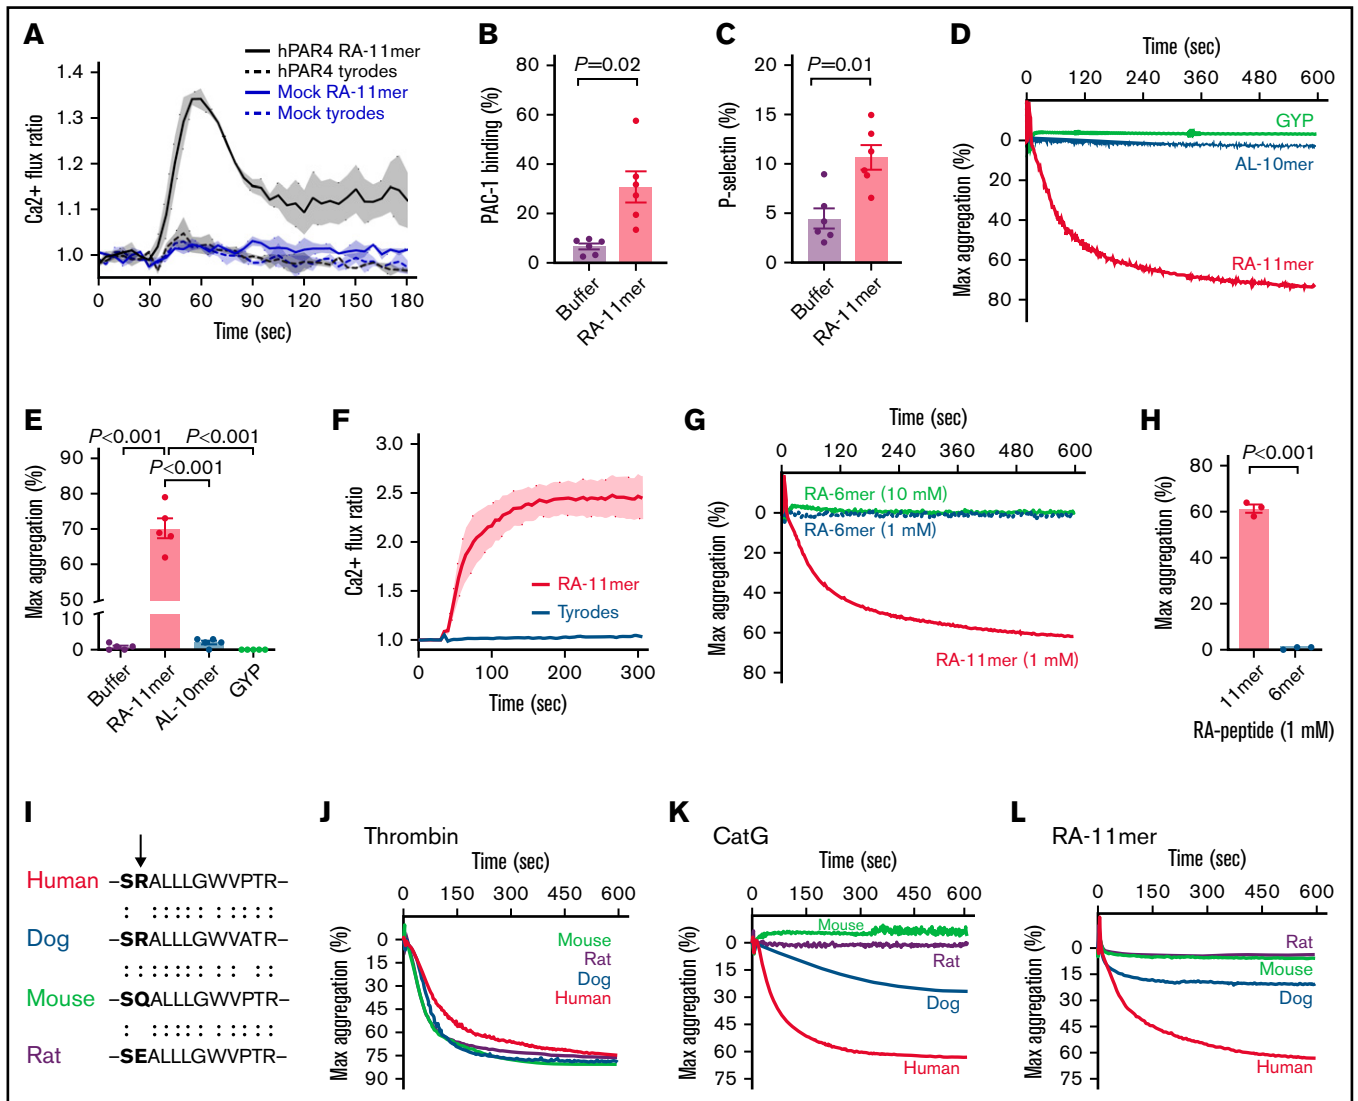 A
hPAR4 RA-11mer
hPAR4 tyrodes
Mock RA-11mer
Mock tyrodes
Ca2+ flux ratio
1.4
1.3
1.2
1.1
1.0
0 30 60 90 120 150 180
Time (sec)
B
P=0.02
PAC-1 binding (%)
80
60
40
20
0
Buffer
RA-11mer
C
P=0.01
P-selectin (%)
20
15
10
5
0
Buffer
RA-11mer
D
Time (sec)
0 120 240 360 480 600
Max aggregation (%)
0
20
40
60
80
GYP
AL-10mer
RA-11mer
E
P<0.001 P<0.001
P<0.001
Max aggregation (%)
90
80
70
60
50
10
0
Buffer
RA-11mer
AL-10mer
GYP
F
Ca2+ flux ratio
3.0
2.5
2.0
1.5
1.0
RA-11mer
Tyrodes
0 100 200 300
Time (sec)
G
Time (sec)
0 120 240 360 480 600
Max aggregation (%)
0
20
40
60
80
RA-6mer (10 mM)
RA-6mer (1 mM)
RA-11mer (1 mM)
H
P<0.001
Max aggregation (%)
80
60
40
20
0
11mer
6mer
RA-peptide (1 mM)
I
Human –SRALLLGWVPTR–
Dog –SRALLLGWVATR–
Mouse –SQALLLGWVPTR–
Rat –SEALLLGWVPTR–
J
Thrombin
Time (sec)
0 150 300 450 600
Max aggregation (%)
0
15
30
45
60
75
90
Mouse
Rat
Dog
Human
K
CatG
Time (sec)
0 150 300 450 600
Max aggregation (%)
0
15
30
45
60
75
Mouse
Rat
Dog
Human
L
RA-11mer
Time (sec)
0 150 300 450 600
Max aggregation (%)
0
15
30
45
60
75
Rat
Mouse
Dog
Human